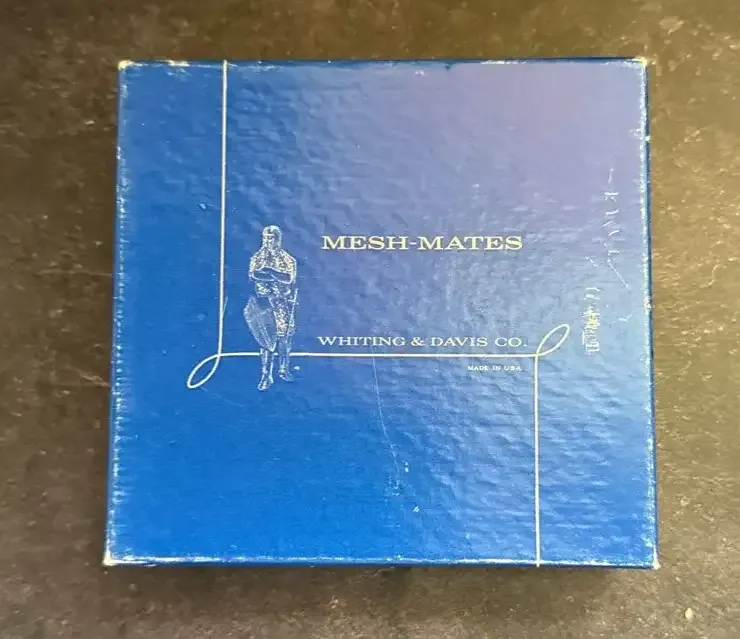 MESH-MATES
WHITING & DAVIS CO.
MADE IN USA